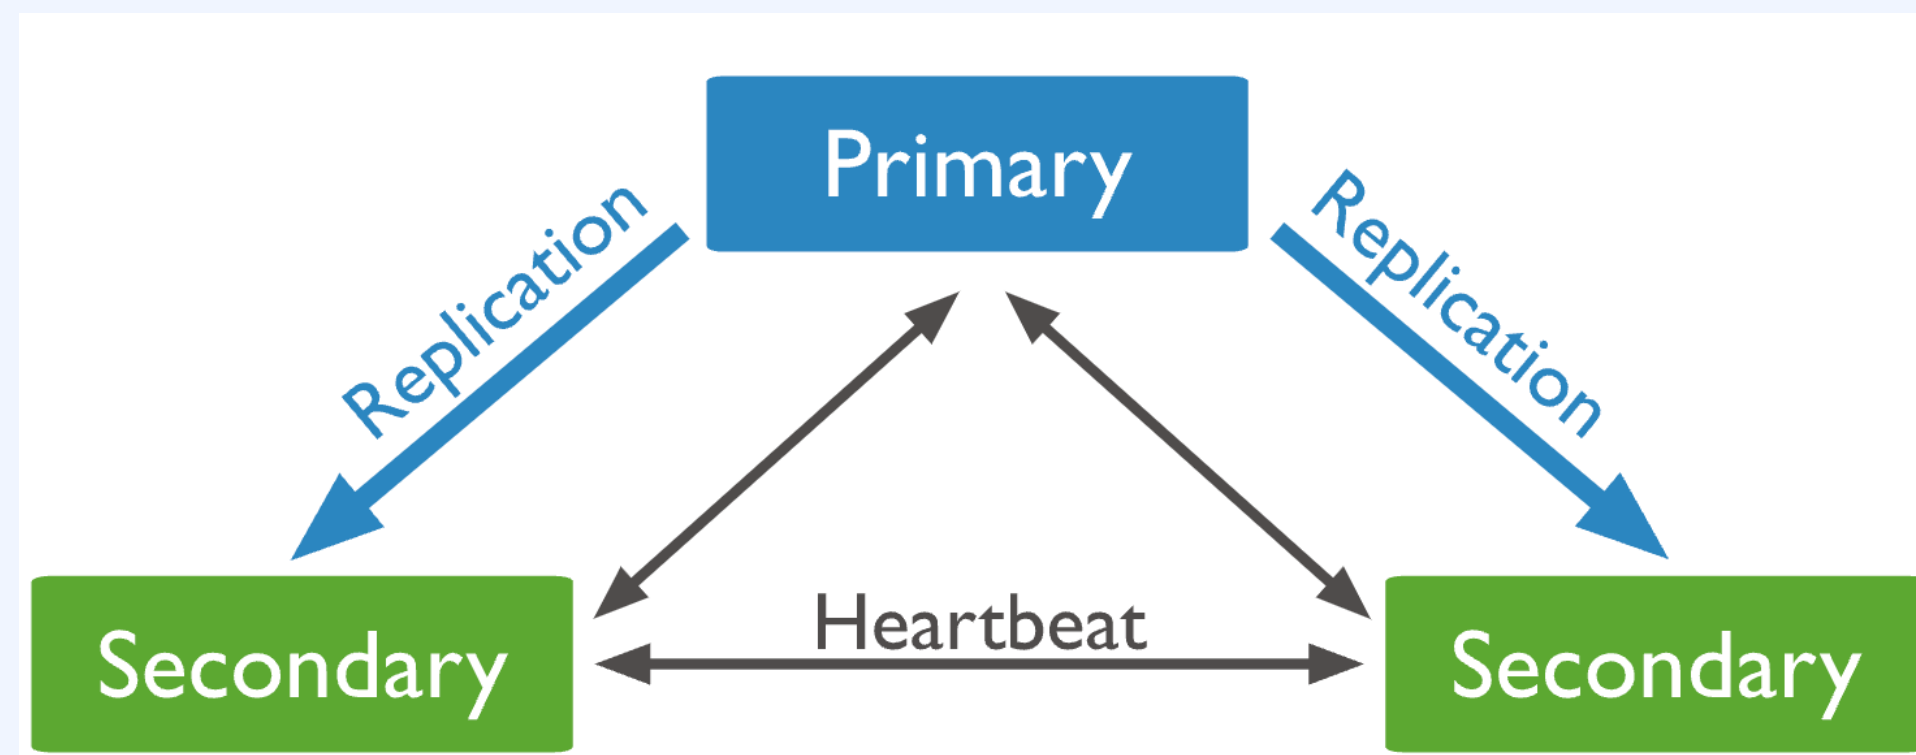 Primary
Replication
Replication
Heartbeat
Secondary
Secondary